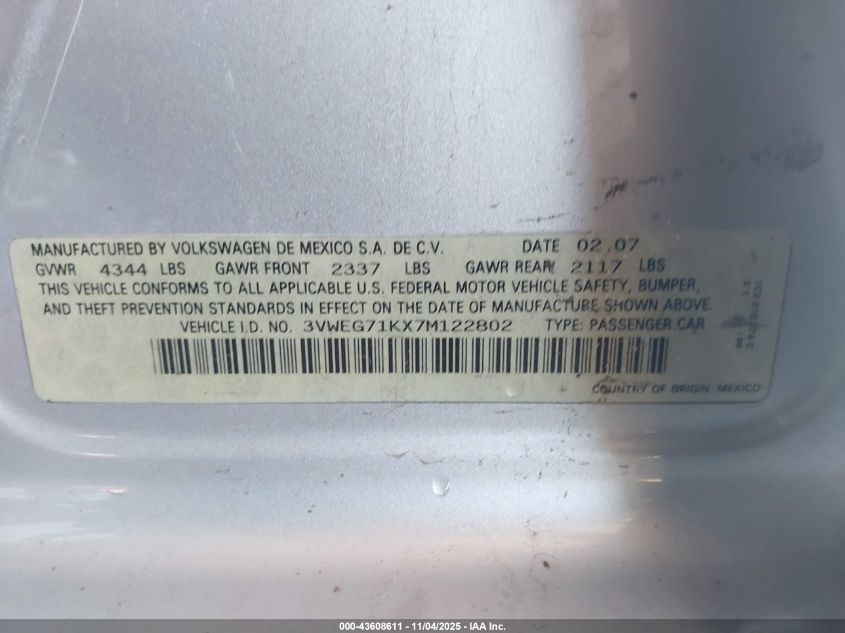 MANUFACTURED BY VOLKSWAGEN DE MEXICO S.A. DE C.V. DATE 02.07
GVWR 4344 LBS GAWR FRONT 2337 LBS GAWR REAR 2117 LBS
THIS VEHICLE CONFORMS TO ALL APPLICABLE U.S. FEDERAL MOTOR VEHICLE SAFETY, BUMPER,
AND THEFT PREVENTION STANDARDS IN EFFECT ON THE DATE OF MANUFACTURE SHOWN ABOVE.
VEHICLE I.D. NO. 3VWEG71KX7M122802 TYPE: PASSENGER CAR
COUNTRY OF ORIGIN: MEXICO
000-43608611 - 11/04/2025 - IAA Inc.